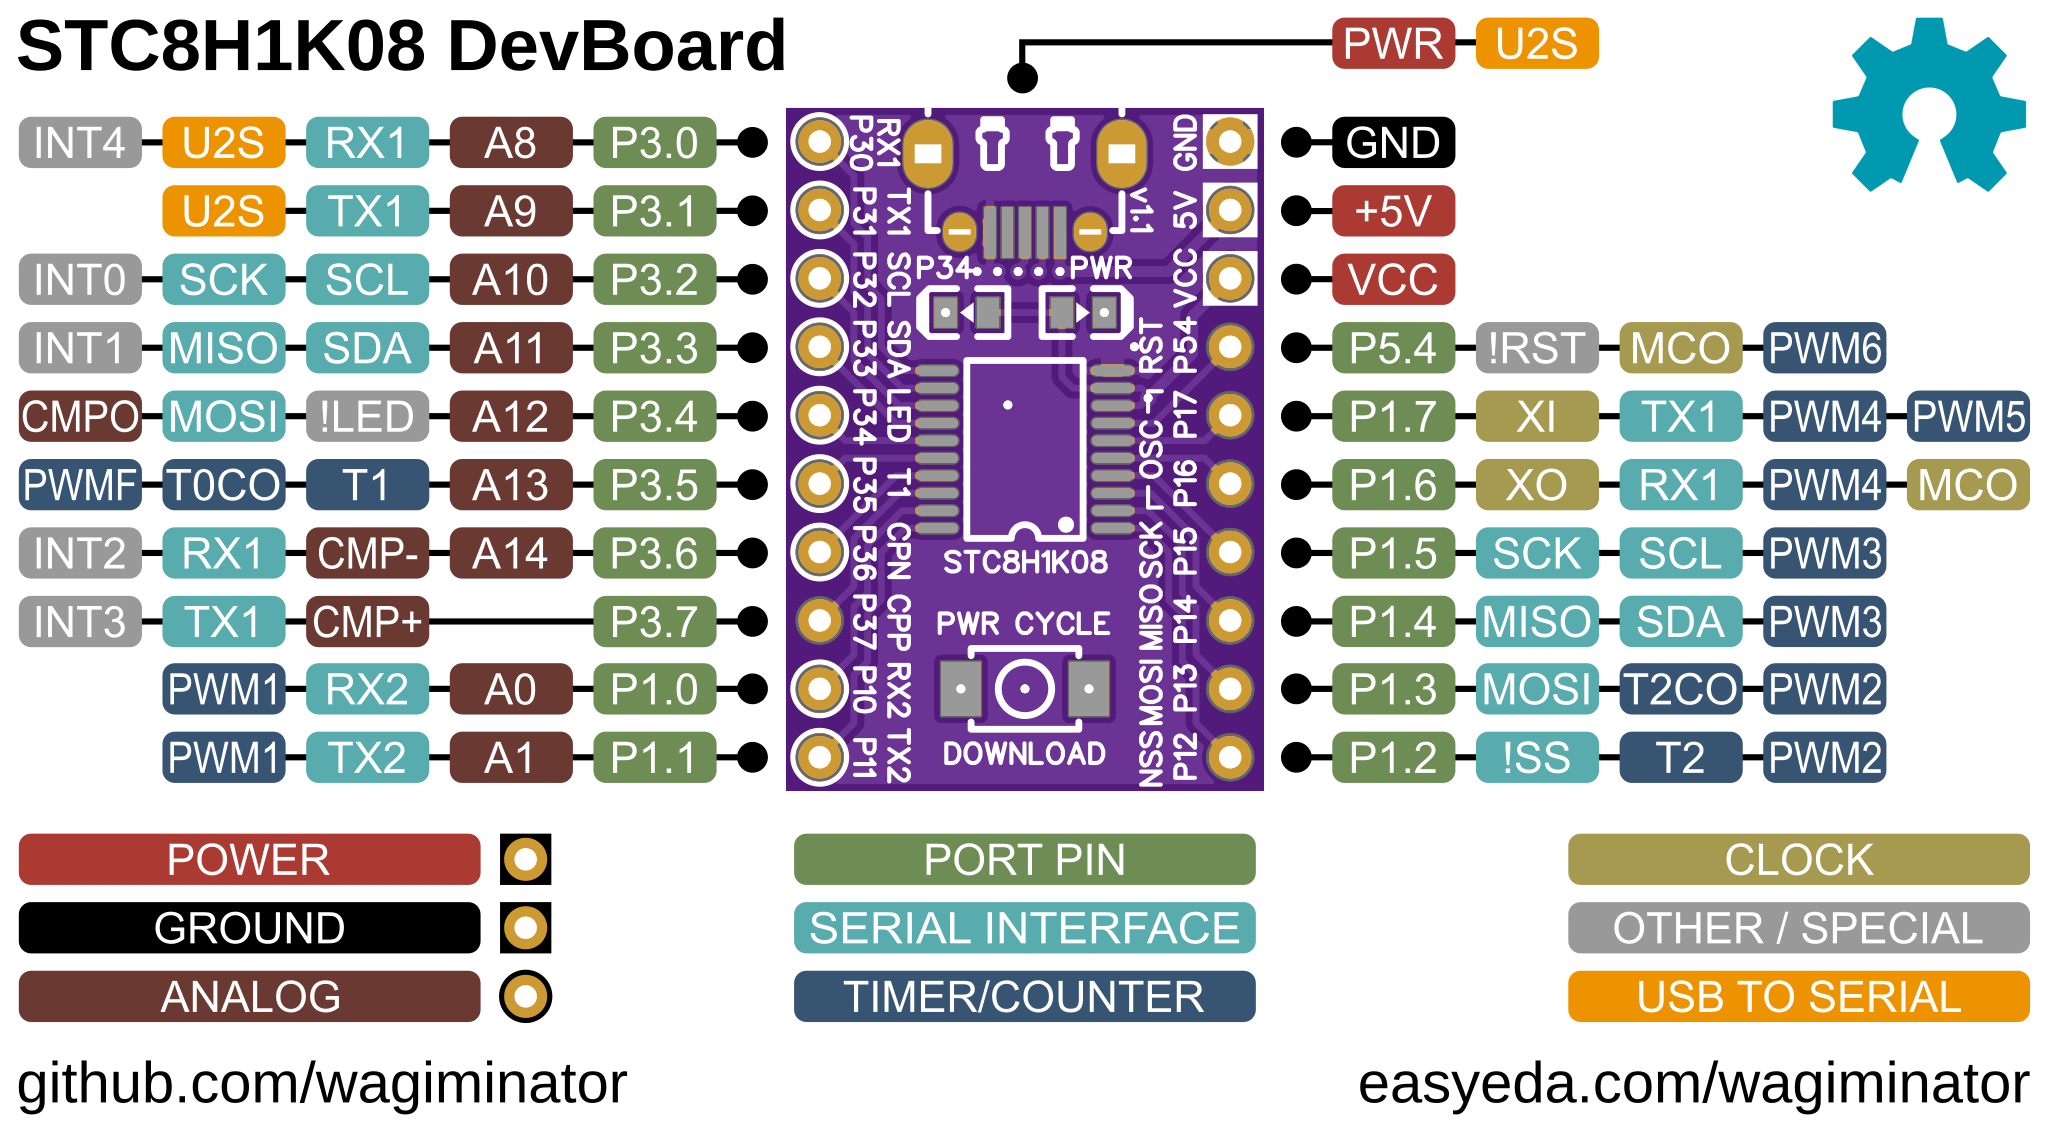 STC8H1K08 DevBoard
PWR U2S
INT4 U2S RX1 A8 P3.0
GND
U2S TX1 A9 P3.1
+5V
INT0 SCK SCL A10 P3.2
VCC
INT1 MISO SDA A11 P3.3
P5.4 !RST MCO PWM6
CMPO MOSI !LED A12 P3.4
P1.7 XI TX1 PWM4 PWM5
PWMF T0CO T1 A13 P3.5
P1.6 XO RX1 PWM4 MCO
INT2 RX1 CMP- A14 P3.6
P1.5 SCK SCL PWM3
INT3 TX1 CMP+ P3.7
P1.4 MISO SDA PWM3
PWM1 RX2 A0 P1.0
P1.3 MOSI T2CO PWM2
PWM1 TX2 A1 P1.1
P1.2 !SS T2 PWM2
P30 P31 P32 P33 P34 P35 P36 P37 P10 P11
RX1 TX1 SCL SDA LED T1 CPN CPP RX2 TX2
v1.1
P34 PWR
STC8H1K08
PWR CYCLE
DOWNLOAD
NSS MOSI MISO SCK OSC RST
P12 P13 P14 P15 P16 P17 P54 VCC 5V GND
POWER
PORT PIN
CLOCK
GROUND
SERIAL INTERFACE
OTHER / SPECIAL
ANALOG
TIMER/COUNTER
USB TO SERIAL
github.com/wagiminator
easyeda.com/wagiminator